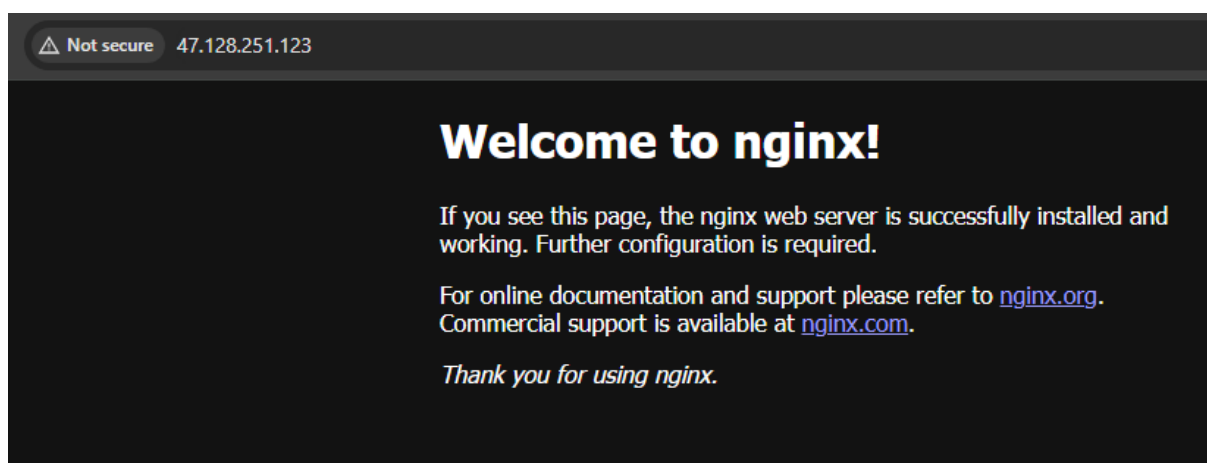 Not secure 47.128.251.123
Welcome to nginx!
If you see this page, the nginx web server is successfully installed and
working. Further configuration is required.
For online documentation and support please refer to nginx.org.
Commercial support is available at nginx.com.
Thank you for using nginx.